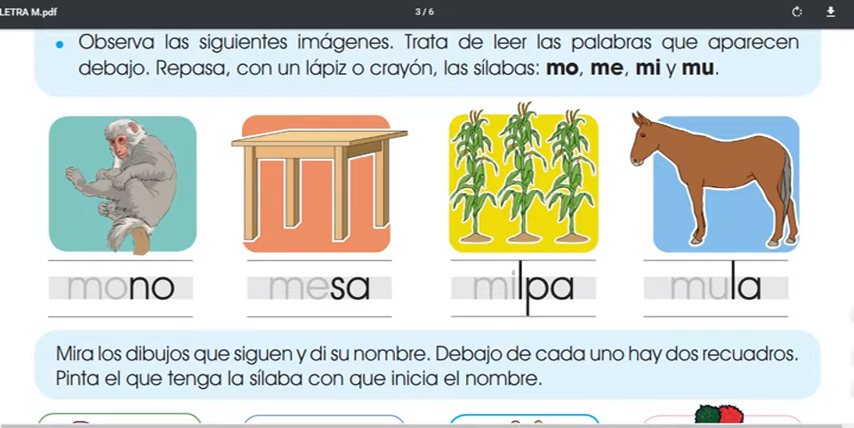 LETRA M.pdf
3 / 6
Observa las siguientes imágenes. Trata de leer las palabras que aparecen
debajo. Repasa, con un lápiz o crayón, las sílabas: mo, me, mi y mu.
mono mesa milpa mula
Mira los dibujos que siguen y di su nombre. Debajo de cada uno hay dos recuadros.
Pinta el que tenga la sílaba con que inicia el nombre.